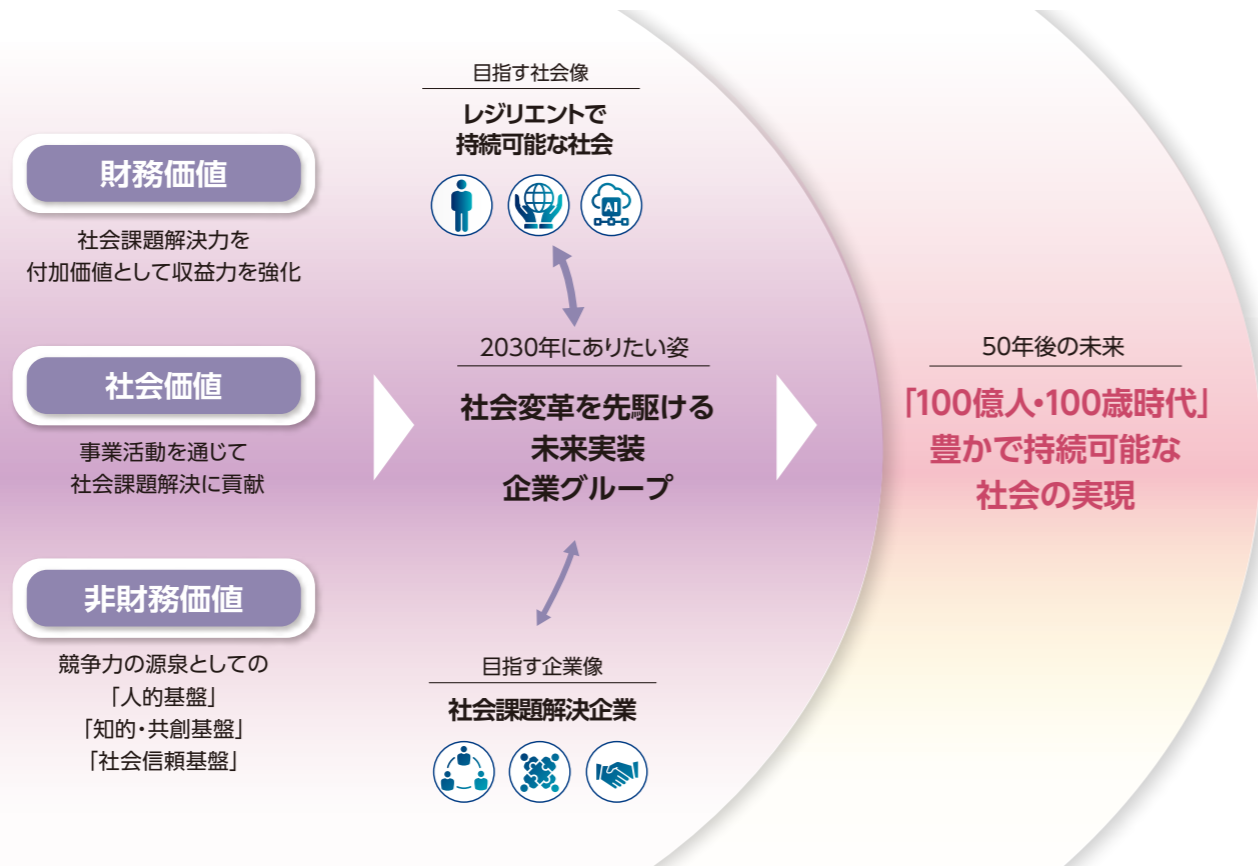 財務価値
社会課題解決力を
付加価値として収益力を強化
社会価値
事業活動を通じて
社会課題解決に貢献
非財務価値
競争力の源泉としての
「人的基盤」
「知的・共創基盤」
「社会信頼基盤」
目指す社会像
レジリエントで
持続可能な社会
AI
2030年にありたい姿
社会変革を先駆ける
未来実装
企業グループ
目指す企業像
社会課題解決企業
50年後の未来
「100億人・100歳時代」
豊かで持続可能な
社会の実現